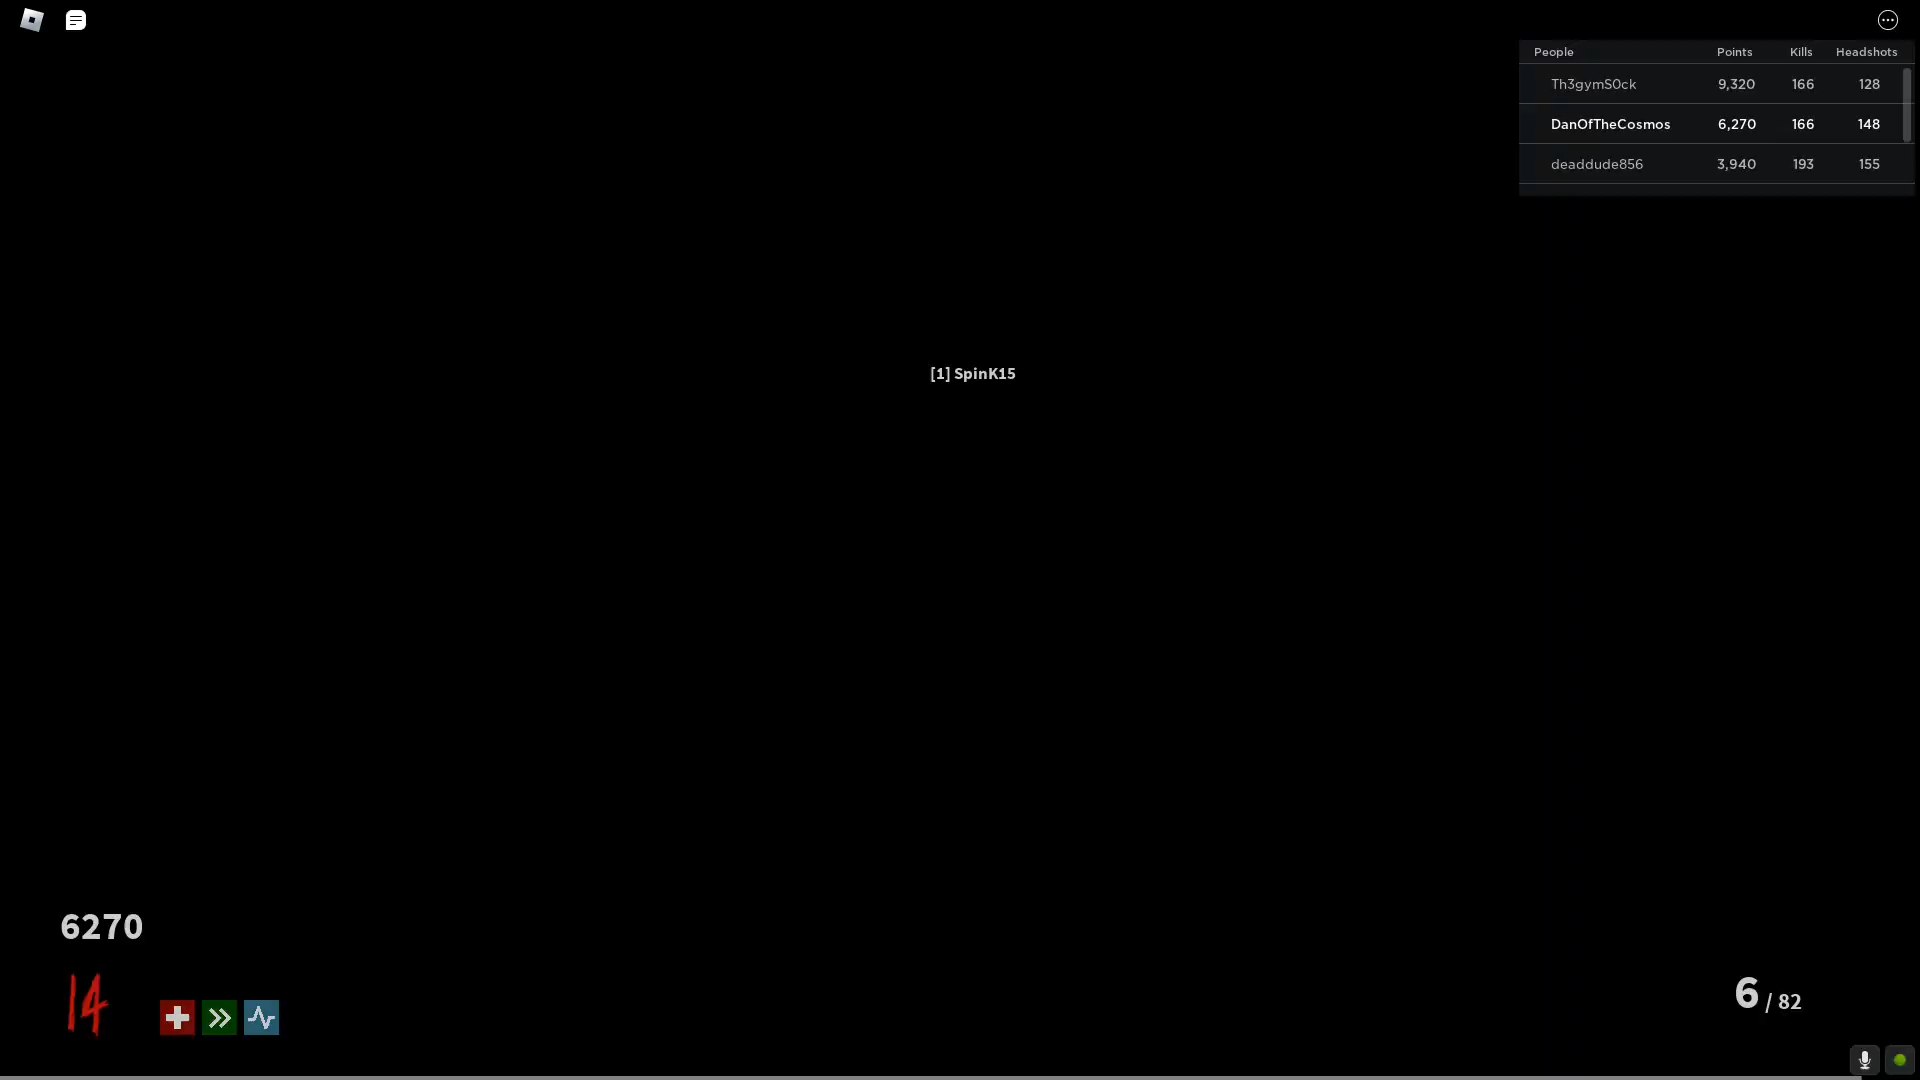 People Points Kills Headshots
Th3gymS0ck 9,320 166 128
DanOfTheCosmos 6,270 166 148
deaddude856 3,940 193 155
[1] SpinK15
6270
14
6 / 82